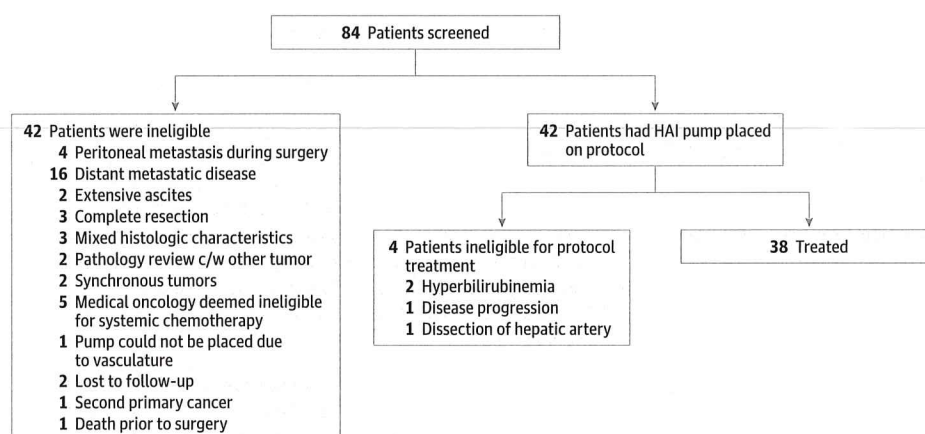 84 Patients screened
42 Patients were ineligible
4 Peritoneal metastasis during surgery
16 Distant metastatic disease
2 Extensive ascites
3 Complete resection
3 Mixed histologic characteristics
2 Pathology review c/w other tumor
2 Synchronous tumors
5 Medical oncology deemed ineligible
for systemic chemotherapy
1 Pump could not be placed due
to vasculature
2 Lost to follow-up
1 Second primary cancer
1 Death prior to surgery
42 Patients had HAI pump placed
on protocol
4 Patients ineligible for protocol
treatment
2 Hyperbilirubinemia
1 Disease progression
1 Dissection of hepatic artery
38 Treated